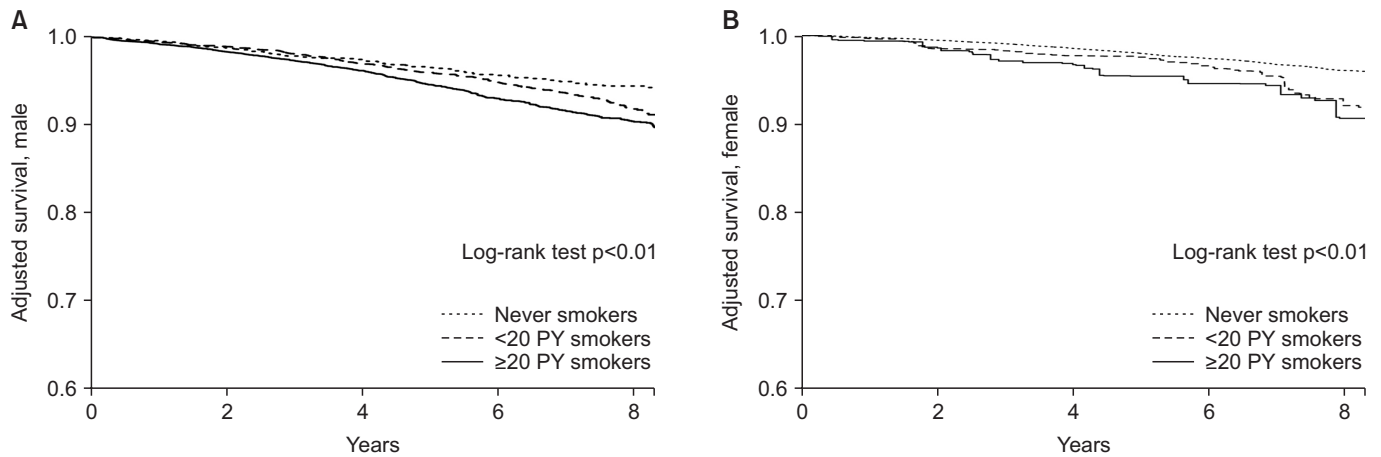 A
Adjusted survival, male
1.0
0.9
0.8
0.7
0.6
0
2
4
6
8
Years
Log-rank test p<0.01
Never smokers
<20 PY smokers
≥20 PY smokers
B
Adjusted survival, female
1.0
0.9
0.8
0.7
0.6
0
2
4
6
8
Years
Log-rank test p<0.01
Never smokers
<20 PY smokers
≥20 PY smokers